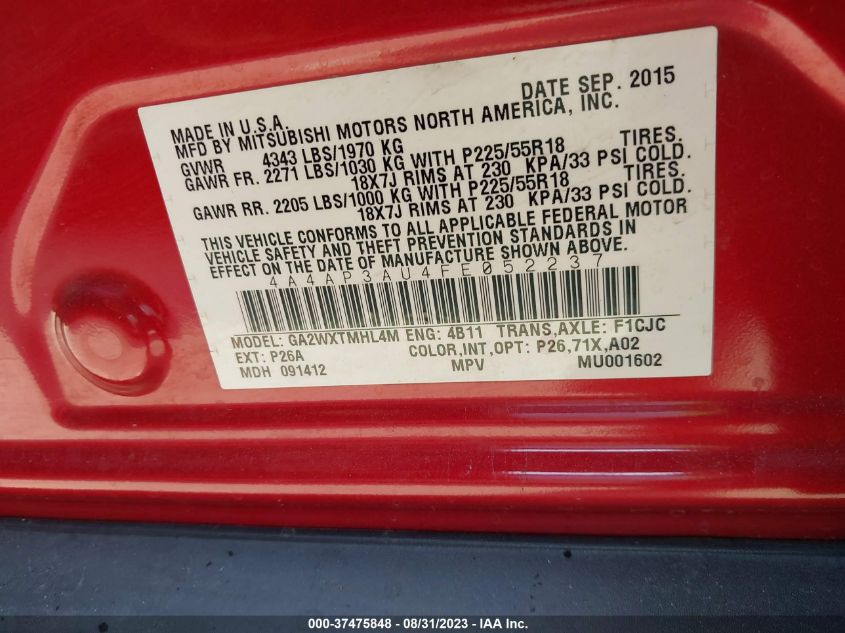 DATE SEP. 2015
MADE IN U.S.A.
MFD BY MITSUBISHI MOTORS NORTH AMERICA, INC.
GVWR 4343 LBS/1970 KG
GAWR FR. 2271 LBS/1030 KG WITH P225/55R18 TIRES.
18X7J RIMS AT 230 KPA/33 PSI COLD.
GAWR RR. 2205 LBS/1000 KG WITH P225/55R18 TIRES.
18X7J RIMS AT 230 KPA/33 PSI COLD.
THIS VEHICLE CONFORMS TO ALL APPLICABLE FEDERAL MOTOR
VEHICLE SAFETY AND THEFT PREVENTION STANDARDS IN
EFFECT ON THE DATE OF MANUFACTURE SHOWN ABOVE.
4A4AP3AU4FE052237
MODEL: GA2WXTMHL4M ENG: 4B11 TRANS,AXLE: F1CJC
EXT: P26A COLOR,INT,OPT: P26,71X,A02
MDH 091412 MPV MU001602
000-37475848 - 08/31/2023 - IAA Inc.